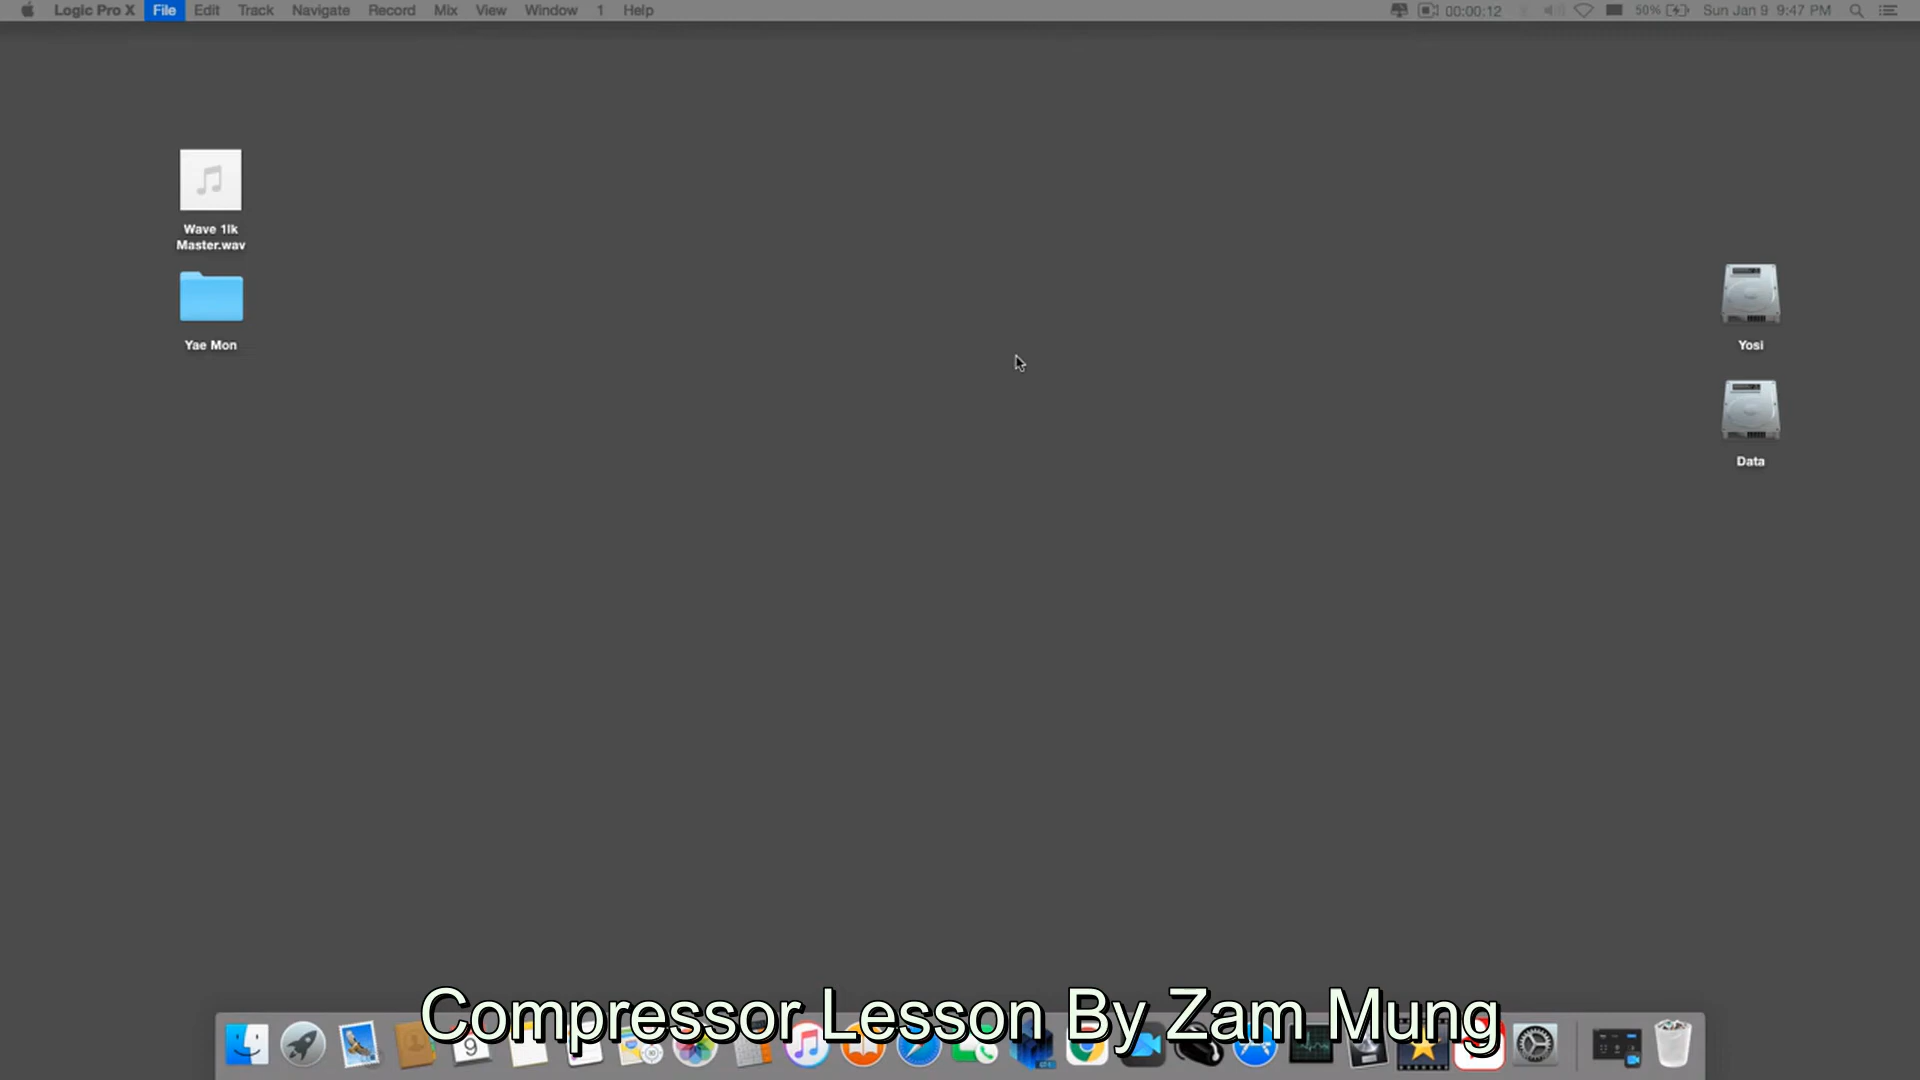 Logic Pro X File Edit Track Navigate Record Mix View Window 1 Help 00:00:12 50% Sun Jan 9 9:47 PM
Wave 1lk
Master.wav
Yae Mon
Yosi
Data
9
Compressor Lesson By Zam Mung